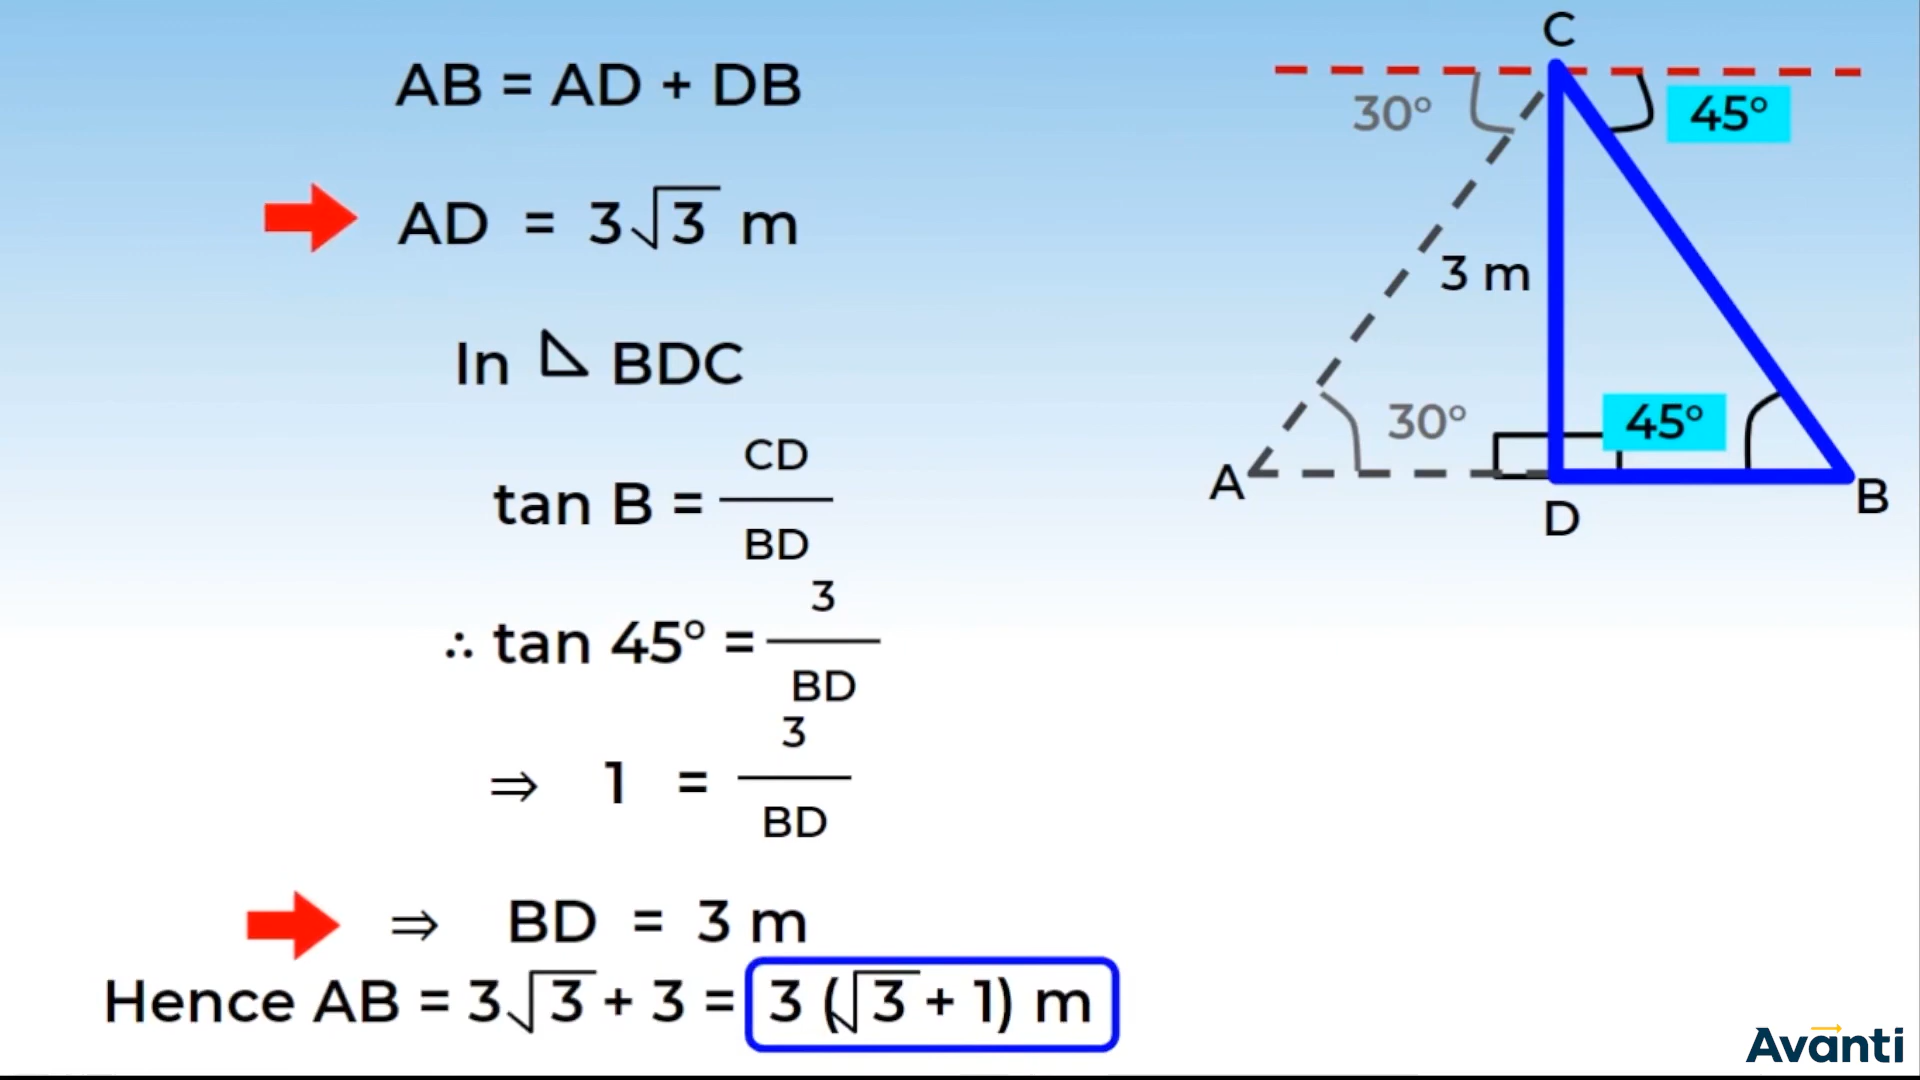 AB = AD + DB
AD = 3√3 m
In ⊿ BDC
tan B = CD
BD
∴ tan 45° = 3
BD
⇒ 1 = 3
BD
⇒ BD = 3 m
Hence AB = 3√3 + 3 = 3 (√3 + 1) m
C
30°
45°
3 m
30°
45°
A
D
B
Avanti